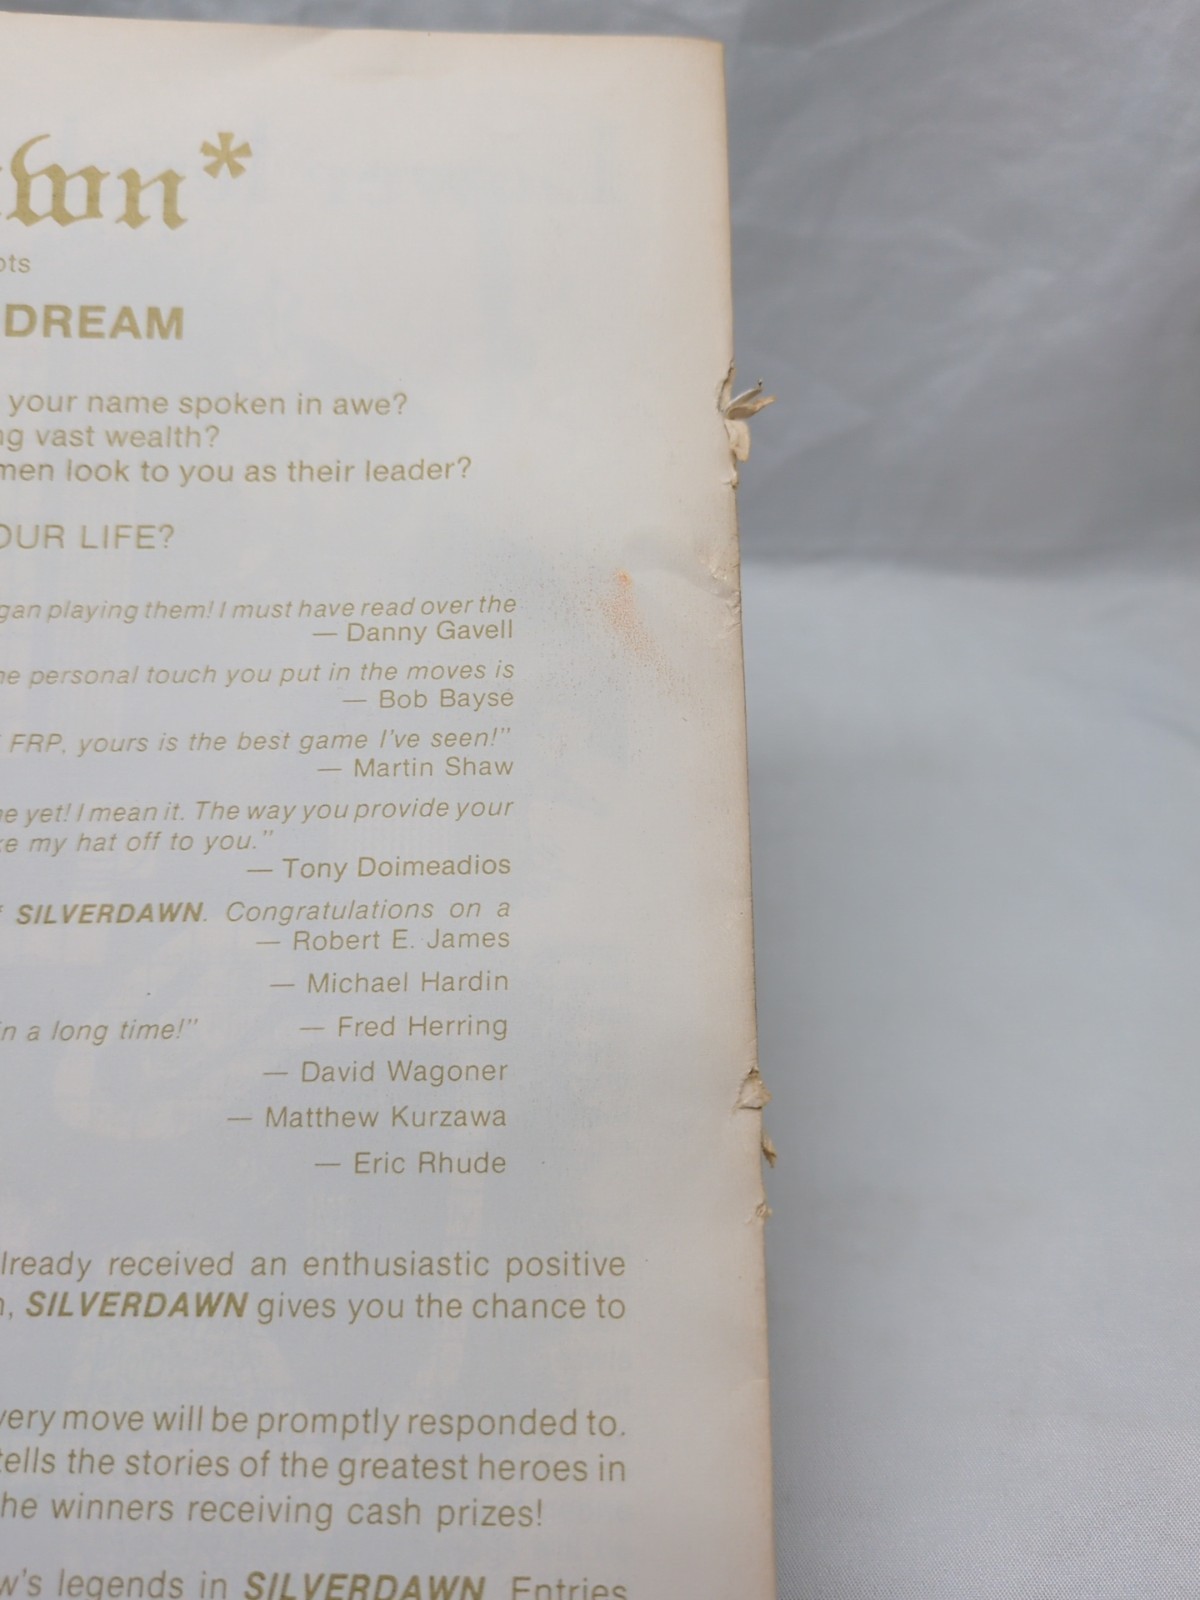 wn*
ots
DREAM
your name spoken in awe?
ng vast wealth?
men look to you as their leader?
OUR LIFE?
gan playing them! I must have read over the
— Danny Gavell
he personal touch you put in the moves is
— Bob Bayse
FRP, yours is the best game I've seen!"
— Martin Shaw
ne yet! I mean it. The way you provide your
ke my hat off to you."
— Tony Doimeadios
f SILVERDAWN. Congratulations on a
— Robert E. James
— Michael Hardin
in a long time!" — Fred Herring
— David Wagoner
— Matthew Kurzawa
— Eric Rhude
lready received an enthusiastic positive
n, SILVERDAWN gives you the chance to
very move will be promptly responded to.
tells the stories of the greatest heroes in
he winners receiving cash prizes!
w's legends in SILVERDAWN. Entries